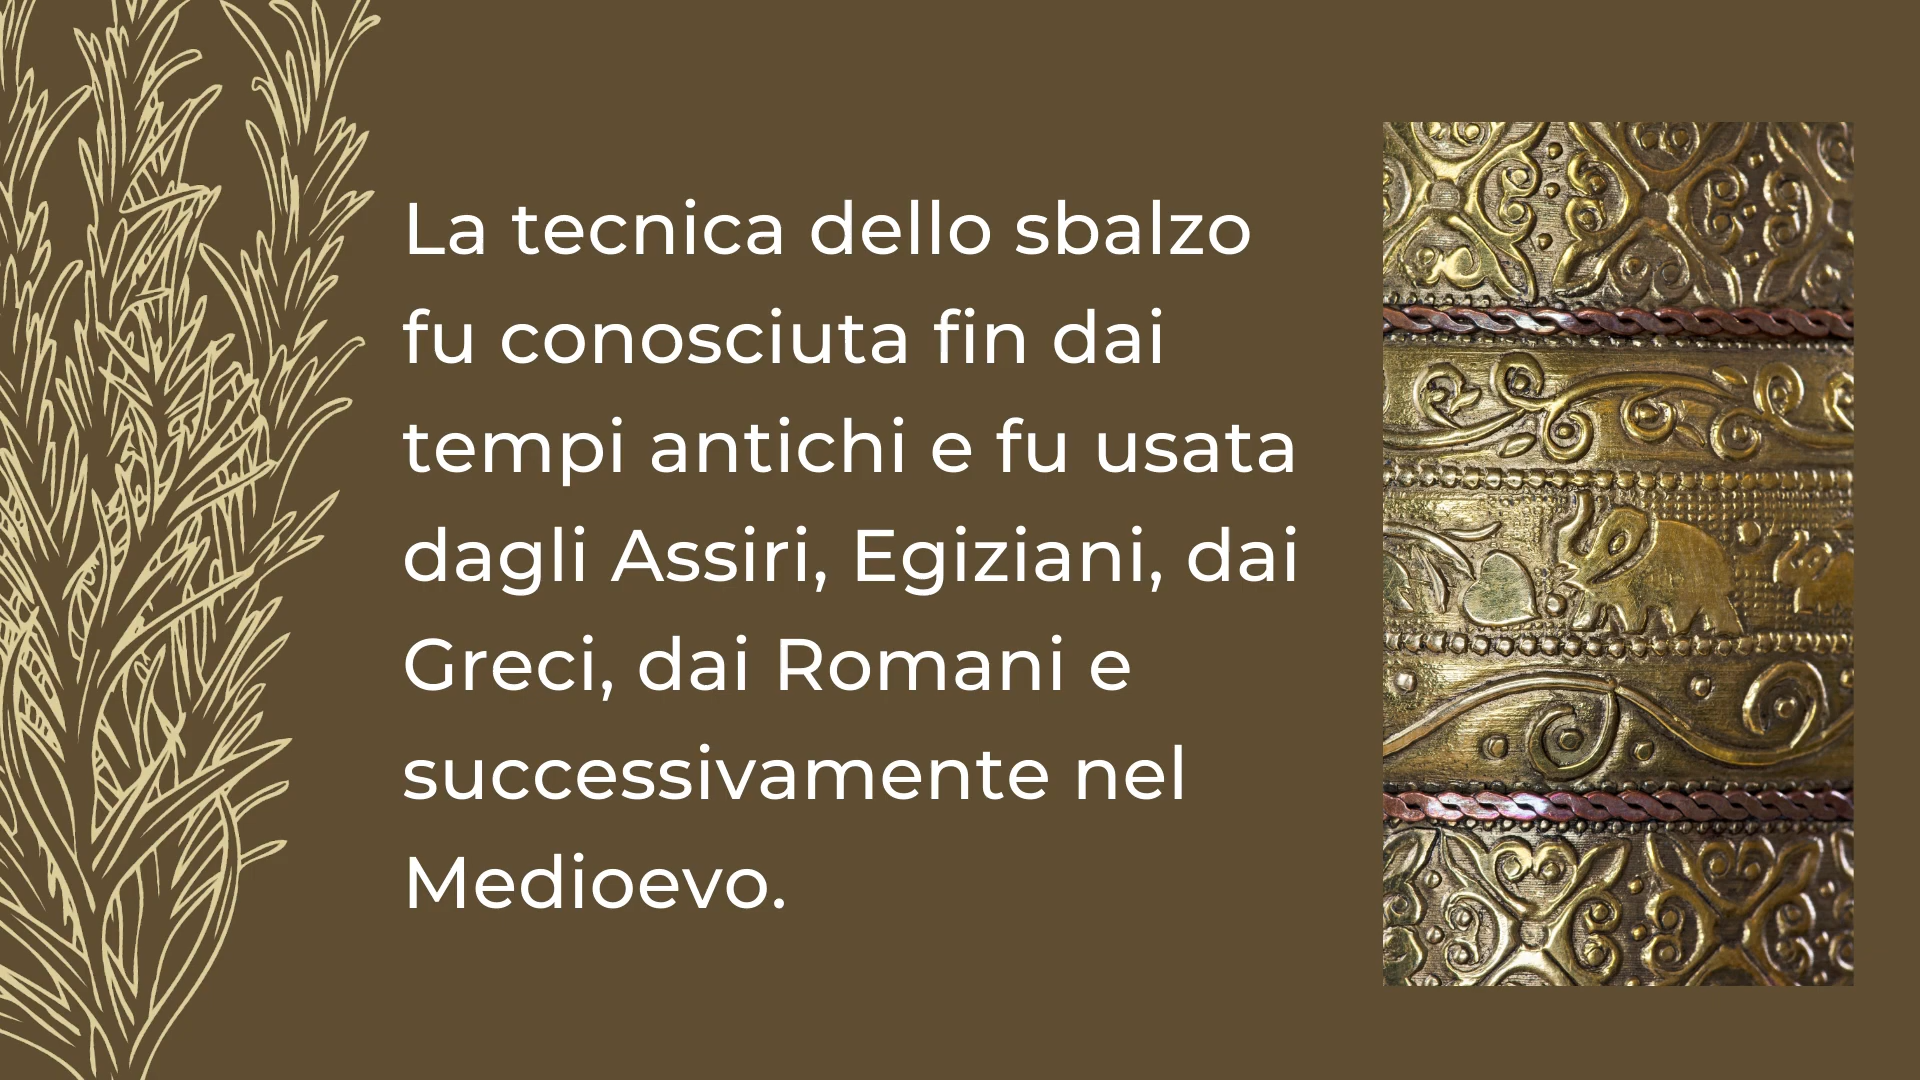 La tecnica dello sbalzo
fu conosciuta fin dai
tempi antichi e fu usata
dagli Assiri, Egiziani, dai
Greci, dai Romani e
successivamente nel
Medioevo.